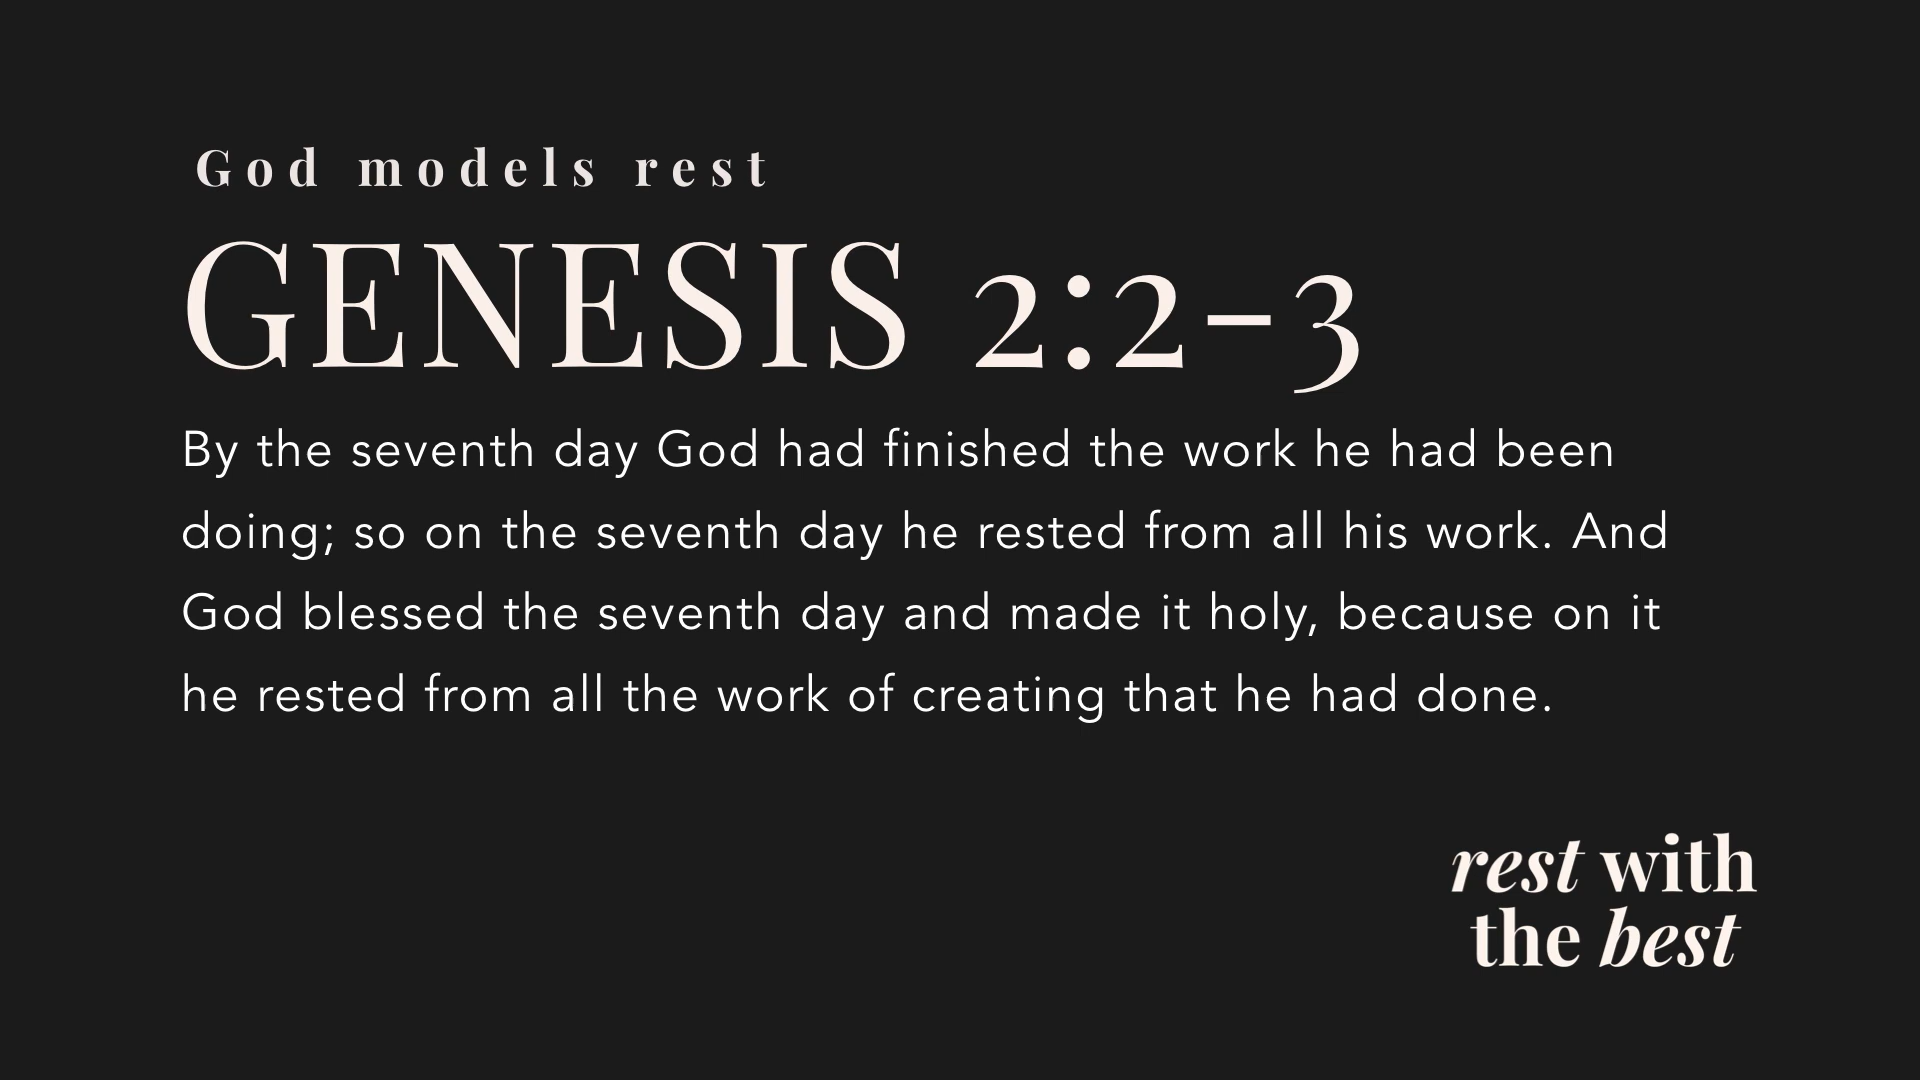 God models rest
GENESIS 2:2-3
By the seventh day God had finished the work he had been
doing; so on the seventh day he rested from all his work. And
God blessed the seventh day and made it holy, because on it
he rested from all the work of creating that he had done.
rest with
the best